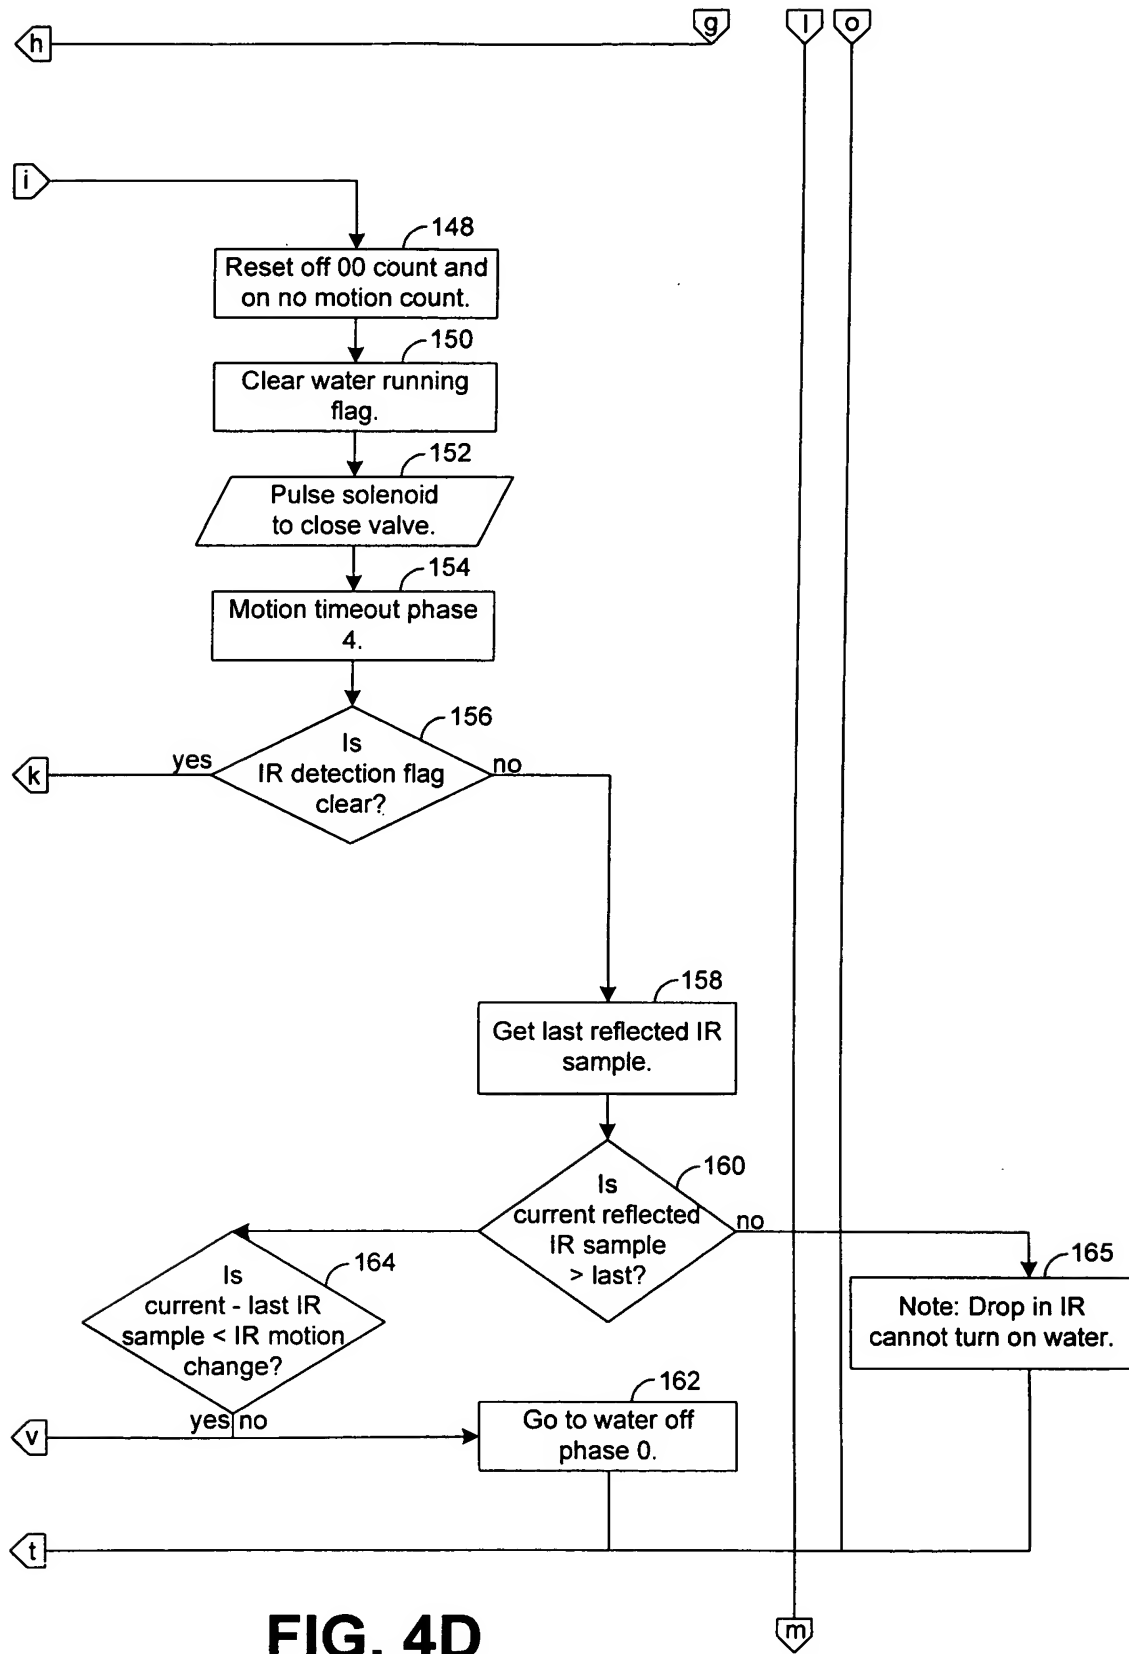 g
l
o
h
i
148
Reset off 00 count and
on no motion count.
150
Clear water running
flag.
152
Pulse solenoid
to close valve.
154
Motion timeout phase
4.
156
Is
IR detection flag
clear?
yes
no
k
158
Get last reflected IR
sample.
160
Is
current reflected
IR sample
> last?
no
164
Is
current - last IR
sample < IR motion
change?
165
Note: Drop in IR
cannot turn on water.
yes
no
v
162
Go to water off
phase 0.
t
m
FIG. 4D